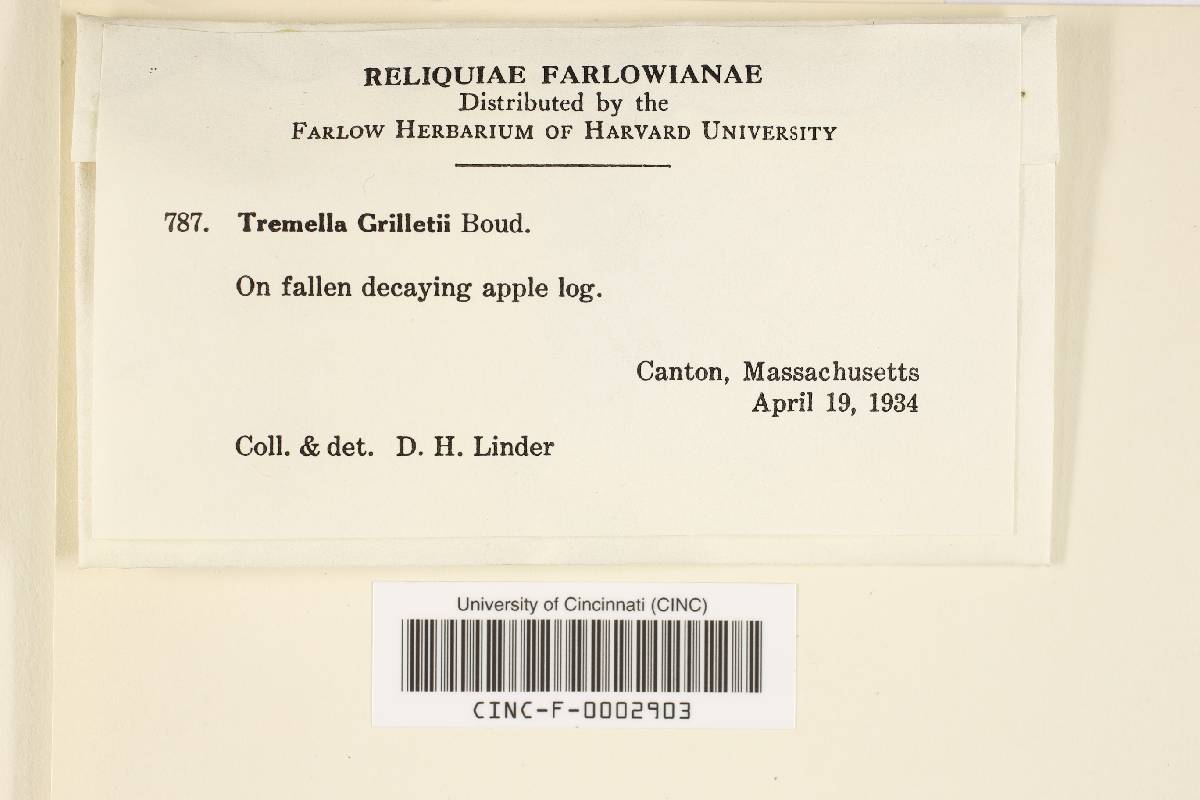 RELIQUIAE FARLOWIANAE
Distributed by the
FARLOW HERBARIUM OF HARVARD UNIVERSITY
787. Tremella Grilletii Boud.
On fallen decaying apple log.
Canton, Massachusetts
April 19, 1934
Coll. & det. D. H. Linder
University of Cincinnati (CINC)
CINC-F-0002903